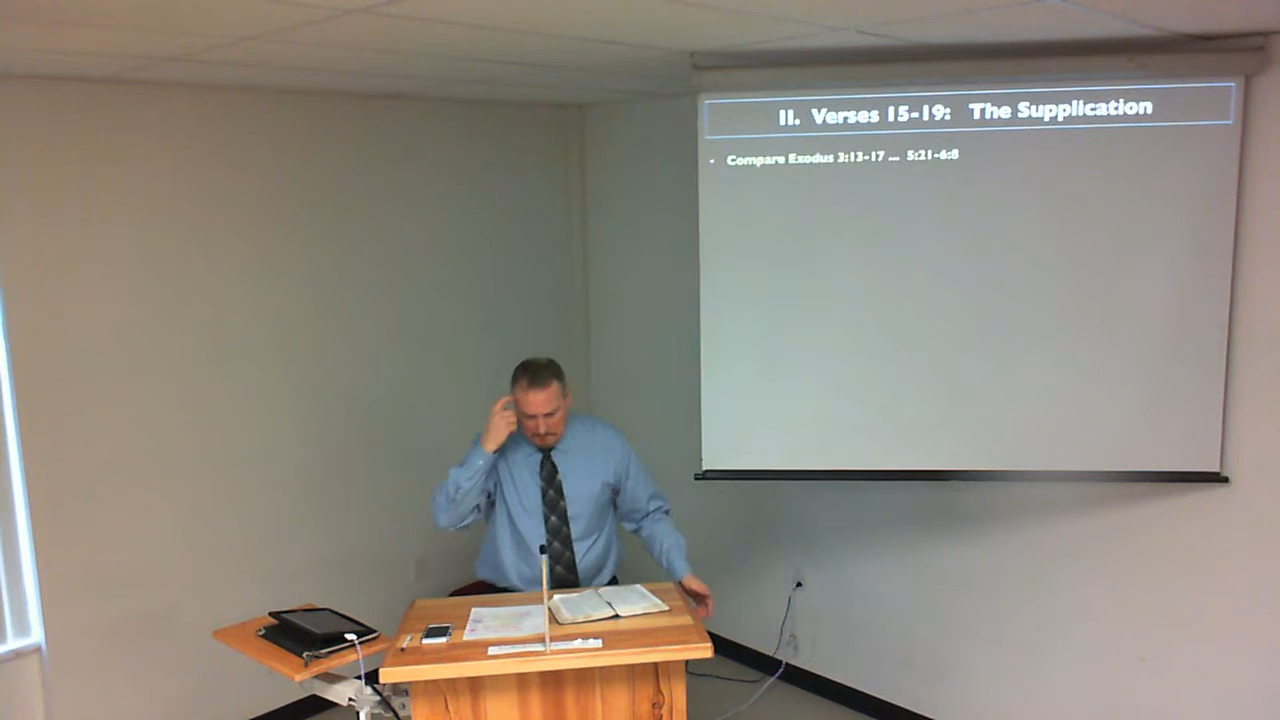 II. Verses 15-19: The Supplication
• Compare Exodus 3:13-17 ... 5:21-6:8